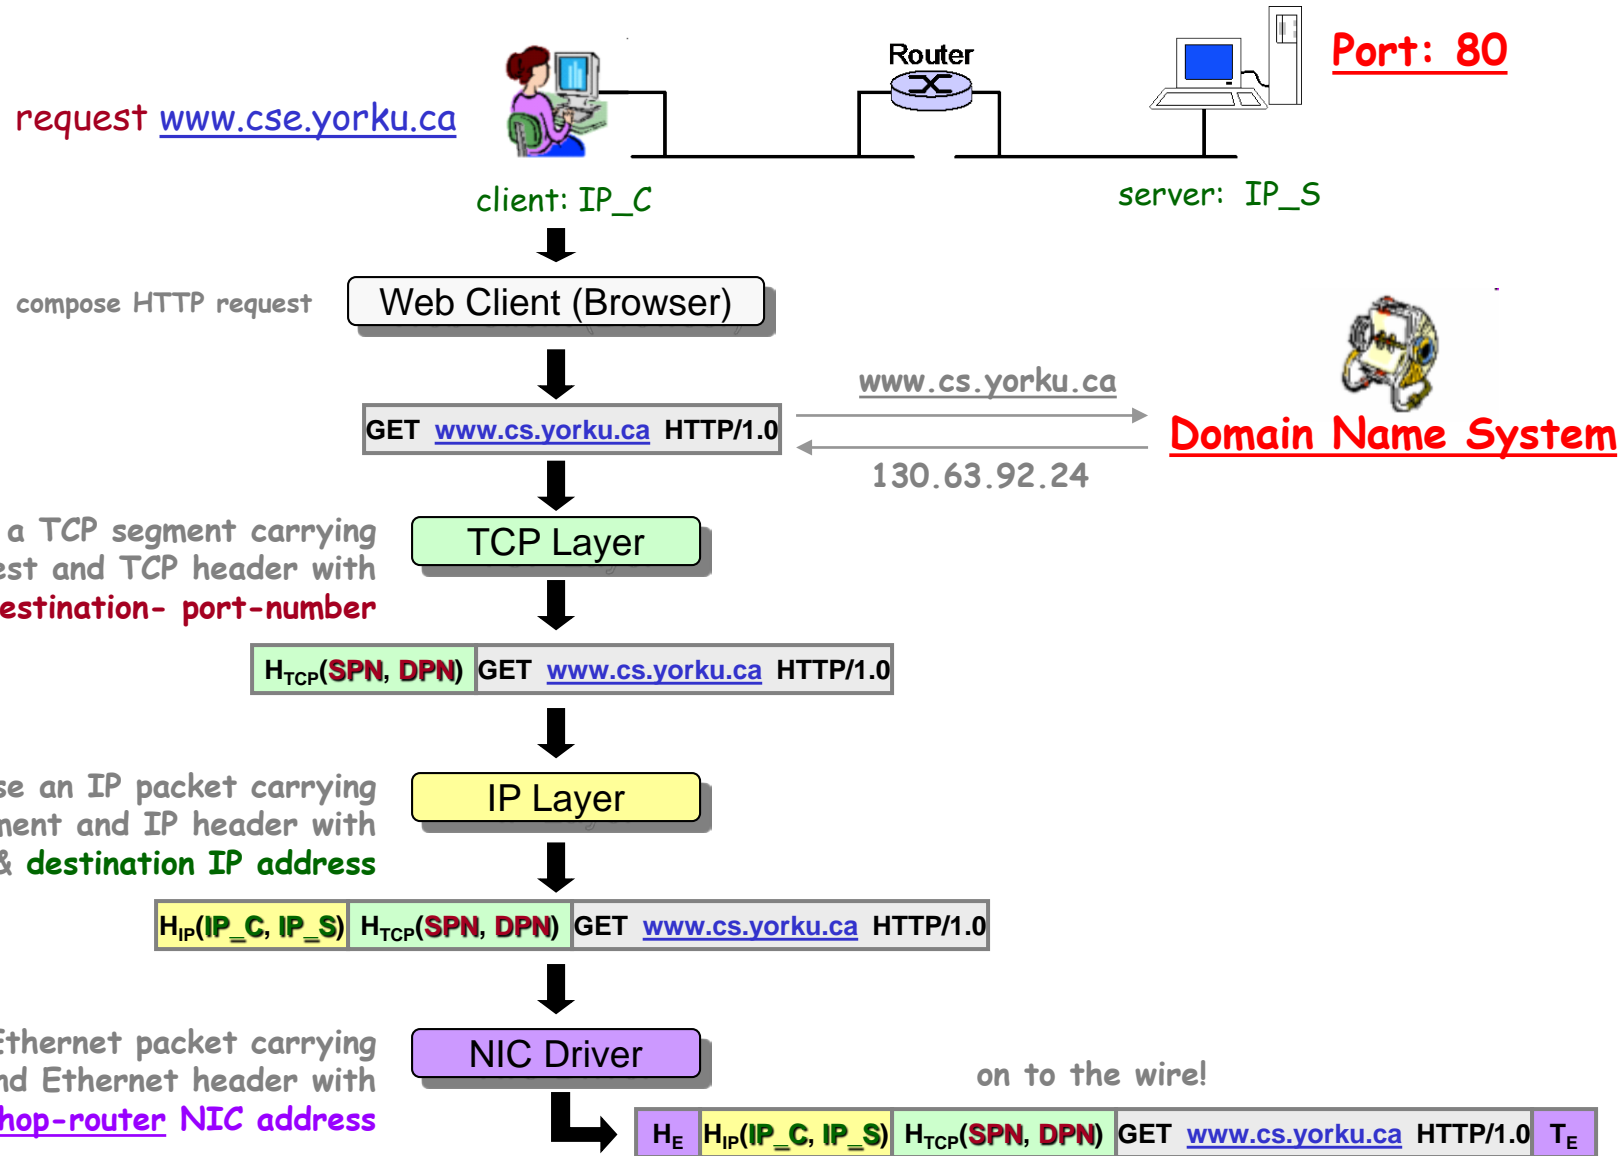 Router
Port: 80
request www.cse.yorku.ca
client: IP_C
server: IP_S
compose HTTP request
Web Client (Browser)
www.cs.yorku.ca
GET www.cs.yorku.ca HTTP/1.0
Domain Name System
130.63.92.24
a TCP segment carrying
est and TCP header with
estination- port-number
TCP Layer
HTCP(SPN, DPN) GET www.cs.yorku.ca HTTP/1.0
se an IP packet carrying
ment and IP header with
& destination IP address
IP Layer
HIP(IP_C, IP_S) HTCP(SPN, DPN) GET www.cs.yorku.ca HTTP/1.0
Ethernet packet carrying
nd Ethernet header with
hop-router NIC address
NIC Driver
on to the wire!
HE HIP(IP_C, IP_S) HTCP(SPN, DPN) GET www.cs.yorku.ca HTTP/1.0 TE